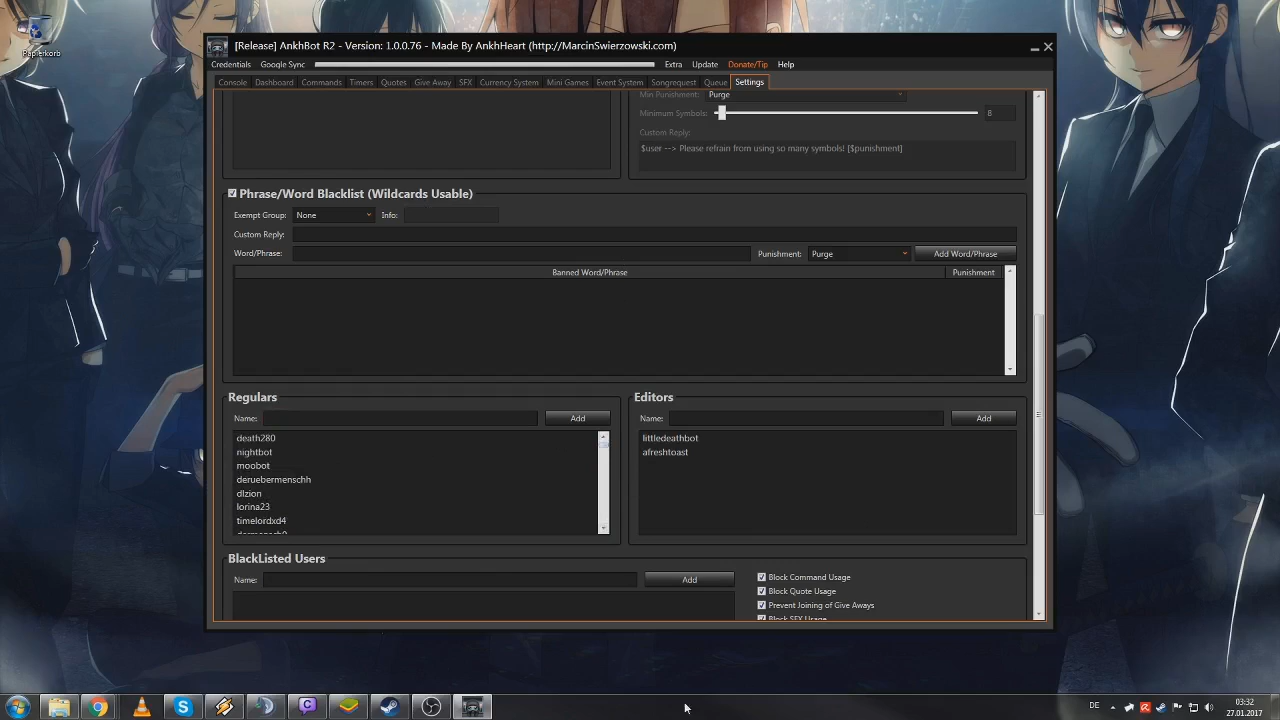 Papierkorb
[Release] AnkhBot R2 - Version: 1.0.0.76 - Made By AnkhHeart (http://MarcinSwierzowski.com)
Credentials Google Sync Extra Update Donate/Tip Help
Console Dashboard Commands Timers Quotes Give Away SFX Currency System Mini Games Event System Songrequest Queue Settings
Min Punishment: Purge
Minimum Symbols: 8
Custom Reply:
$user --> Please refrain from using so many symbols! [$punishment]
Phrase/Word Blacklist (Wildcards Usable)
Exempt Group: None Info:
Custom Reply:
Word/Phrase: Punishment: Purge Add Word/Phrase
Banned Word/Phrase Punishment
Regulars
Name: Add
death280
nightbot
moobot
deruebermenschh
dlzion
lorina23
timelordxd4
Editors
Name: Add
littledeathbot
afreshtoast
BlackListed Users
Name: Add
Block Command Usage
Block Quote Usage
Prevent Joining of Give Aways
Block SFX Usage
DE
03:32
27.01.2017